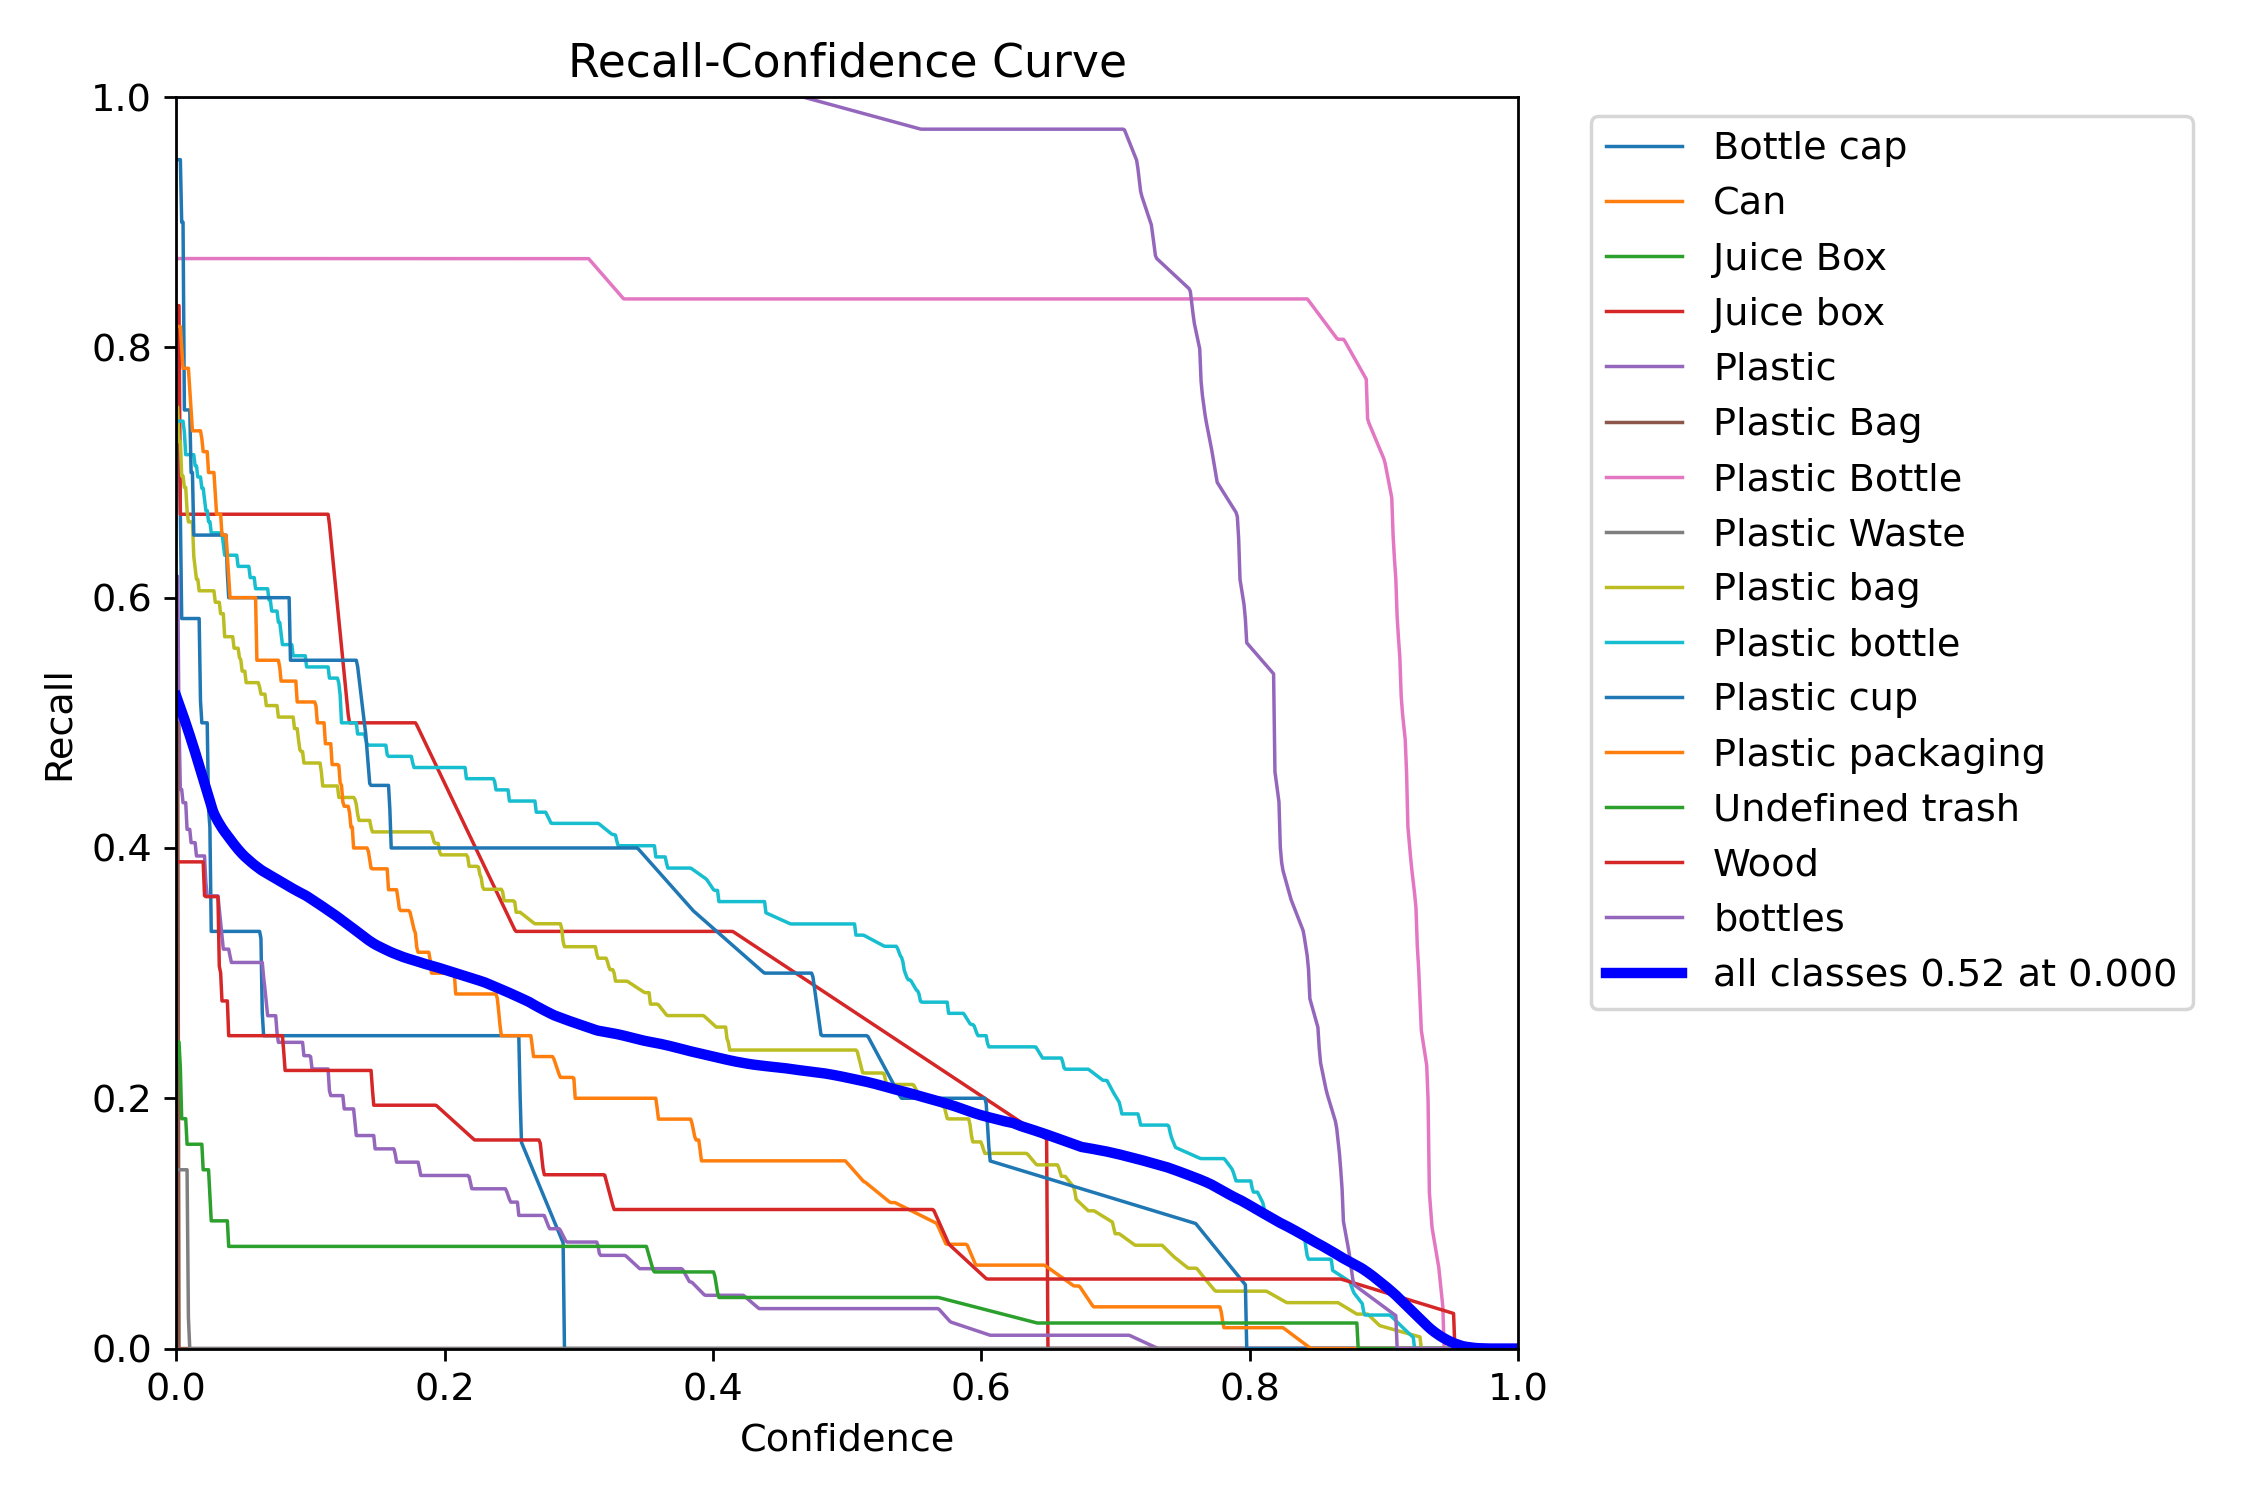 Recall-Confidence Curve
1.0
0.8
0.6
0.4
0.2
0.0
Recall
0.0 0.2 0.4 0.6 0.8 1.0
Confidence
Bottle cap
Can
Juice Box
Juice box
Plastic
Plastic Bag
Plastic Bottle
Plastic Waste
Plastic bag
Plastic bottle
Plastic cup
Plastic packaging
Undefined trash
Wood
bottles
all classes 0.52 at 0.000